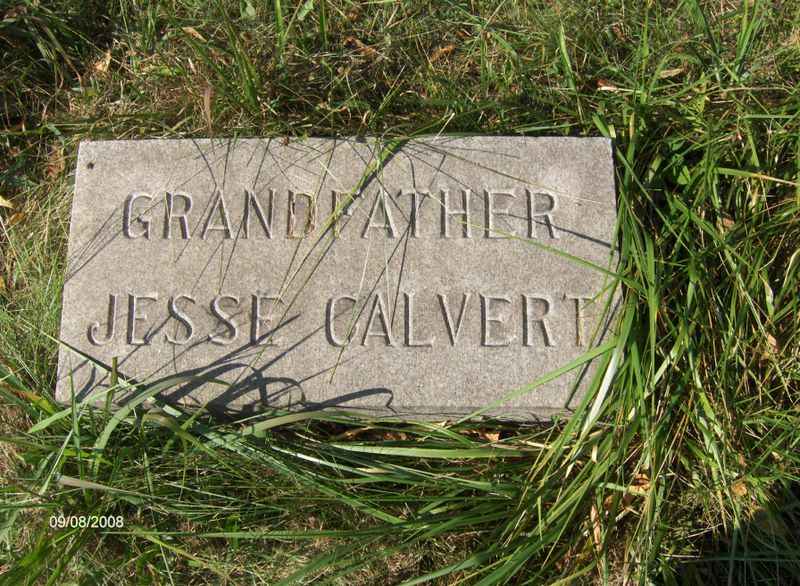 GRANDFATHER
JESSE CALVERT
09/08/2008